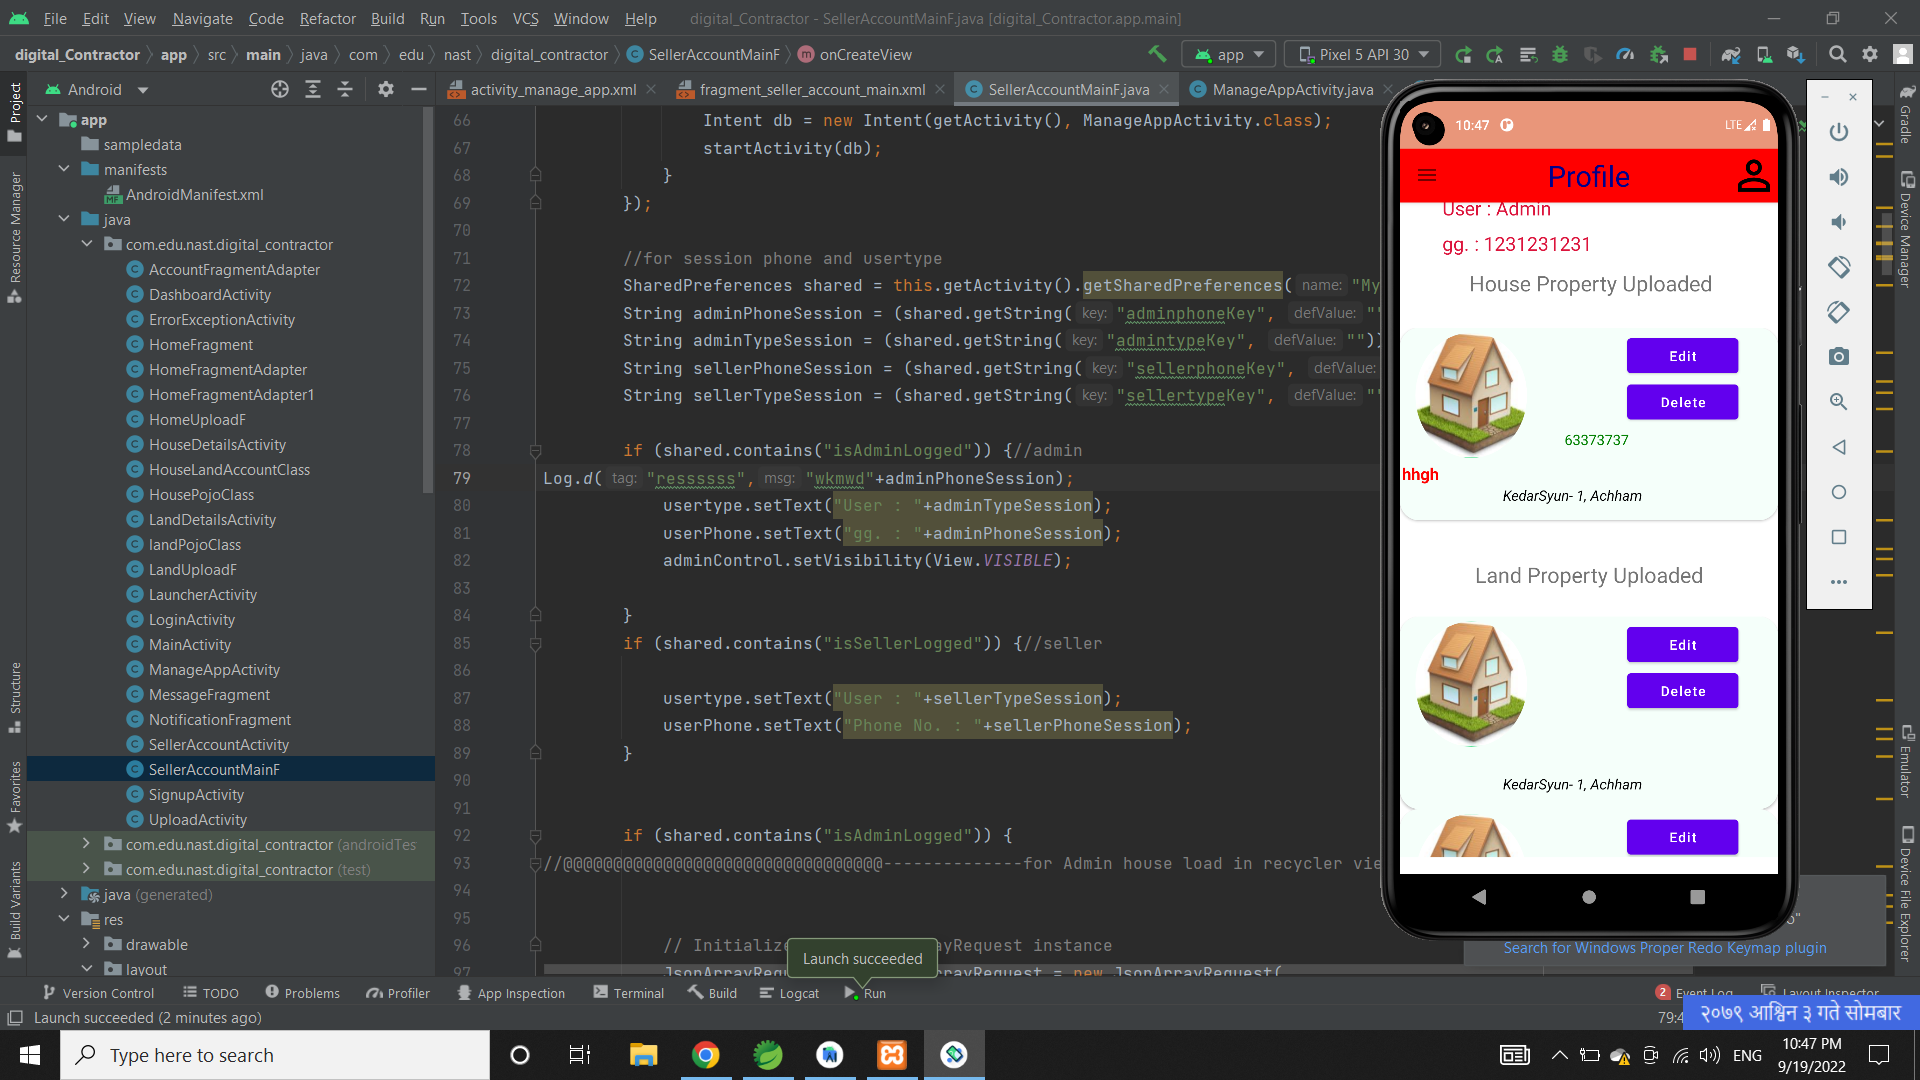 File Edit View Navigate Code Refactor Build Run Tools VCS Window Help digital_Contractor - SellerAccountMainF.java [digital_Contractor.app.main]
digital_Contractor app src main java com edu nast digital_contractor SellerAccountMainF onCreateView app Pixel 5 API 30
Android
activity_manage_app.xml fragment_seller_account_main.xml SellerAccountMainF.java ManageAppActivity.java
Project
Resource Manager
Structure
Favorites
Build Variants
app
sampledata
manifests
AndroidManifest.xml
java
com.edu.nast.digital_contractor
AccountFragmentAdapter
DashboardActivity
ErrorExceptionActivity
HomeFragment
HomeFragmentAdapter
HomeFragmentAdapter1
HomeUploadF
HouseDetailsActivity
HouseLandAccountClass
HousePojoClass
LandDetailsActivity
landPojoClass
LandUploadF
LauncherActivity
LoginActivity
MainActivity
ManageAppActivity
MessageFragment
NotificationFragment
SellerAccountActivity
SellerAccountMainF
SignupActivity
UploadActivity
com.edu.nast.digital_contractor (androidTes
com.edu.nast.digital_contractor (test)
java (generated)
res
drawable
layout
66 Intent db = new Intent(getActivity(), ManageAppActivity.class);
67 startActivity(db);
68 }
69 });
70
71 //for session phone and usertype
72 SharedPreferences shared = this.getActivity().getSharedPreferences( name: "My
73 String adminPhoneSession = (shared.getString( key: "adminphoneKey", defValue: ""
74 String adminTypeSession = (shared.getString( key: "admintypeKey", defValue: ""))
75 String sellerPhoneSession = (shared.getString( key: "sellerphoneKey", defValue:
76 String sellerTypeSession = (shared.getString( key: "sellertypeKey", defValue: ""
77
78 if (shared.contains("isAdminLogged")) {//admin
79 Log.d( tag: "ressssss", msg: "wkmwd"+adminPhoneSession);
80 usertype.setText("User : "+adminTypeSession);
81 userPhone.setText("gg. : "+adminPhoneSession);
82 adminControl.setVisibility(View.VISIBLE);
83
84 }
85 if (shared.contains("isSellerLogged")) {//seller
86
87 usertype.setText("User : "+sellerTypeSession);
88 userPhone.setText("Phone No. : "+sellerPhoneSession);
89 }
90
91
92 if (shared.contains("isAdminLogged")) {
93 //@@@@@@@@@@@@@@@@@@@@@@@@@@@@@@@@--------------for Admin house load in recycler vie
94
95
96 // Initialize ayRequest instance
97 JsonArrayRequ rayRequest = new JsonArrayRequest(
Launch succeeded
10:47 LTE
Profile
User : Admin
gg. : 1231231231
House Property Uploaded
Edit
Delete
63373737
hhgh
KedarSyun- 1, Achham
Land Property Uploaded
Edit
Delete
KedarSyun- 1, Achham
Edit
Gradle
Device Manager
Emulator
Device File Explorer
Search for Windows Proper Redo Keymap plugin
Version Control TODO Problems Profiler App Inspection Terminal Build Logcat Run 2 Event Log Layout Inspector
Launch succeeded (2 minutes ago) 79:4
२०७९ आश्विन ३ गते सोमबार
Type here to search
ENG
10:47 PM
9/19/2022